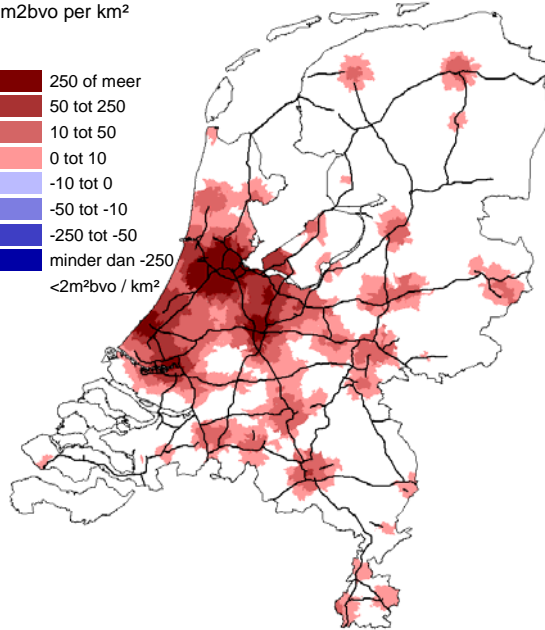 m2bvo per km²
250 of meer
50 tot 250
10 tot 50
0 tot 10
-10 tot 0
-50 tot -10
-250 tot -50
minder dan -250
<2m²bvo / km²